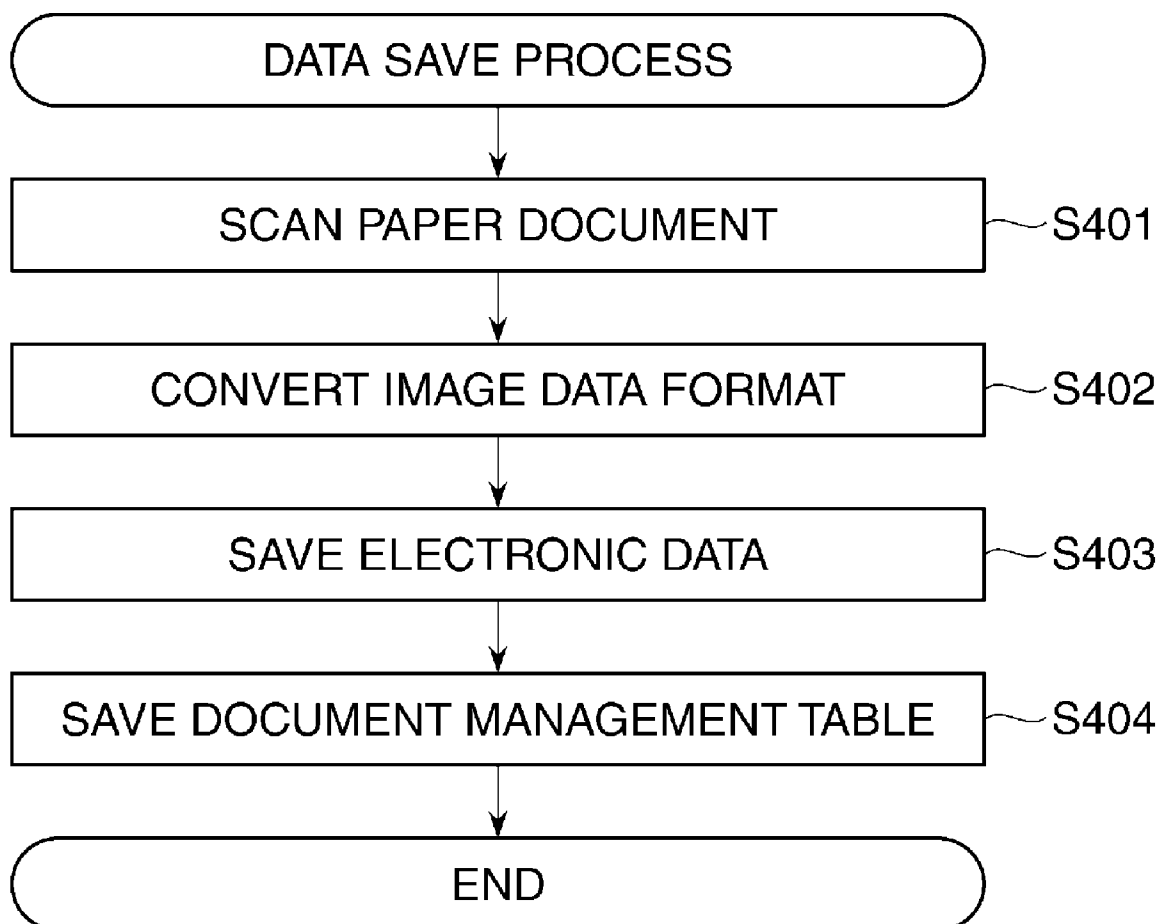 DATA SAVE PROCESS
SCAN PAPER DOCUMENT
S401
CONVERT IMAGE DATA FORMAT
S402
SAVE ELECTRONIC DATA
S403
SAVE DOCUMENT MANAGEMENT TABLE
S404
END